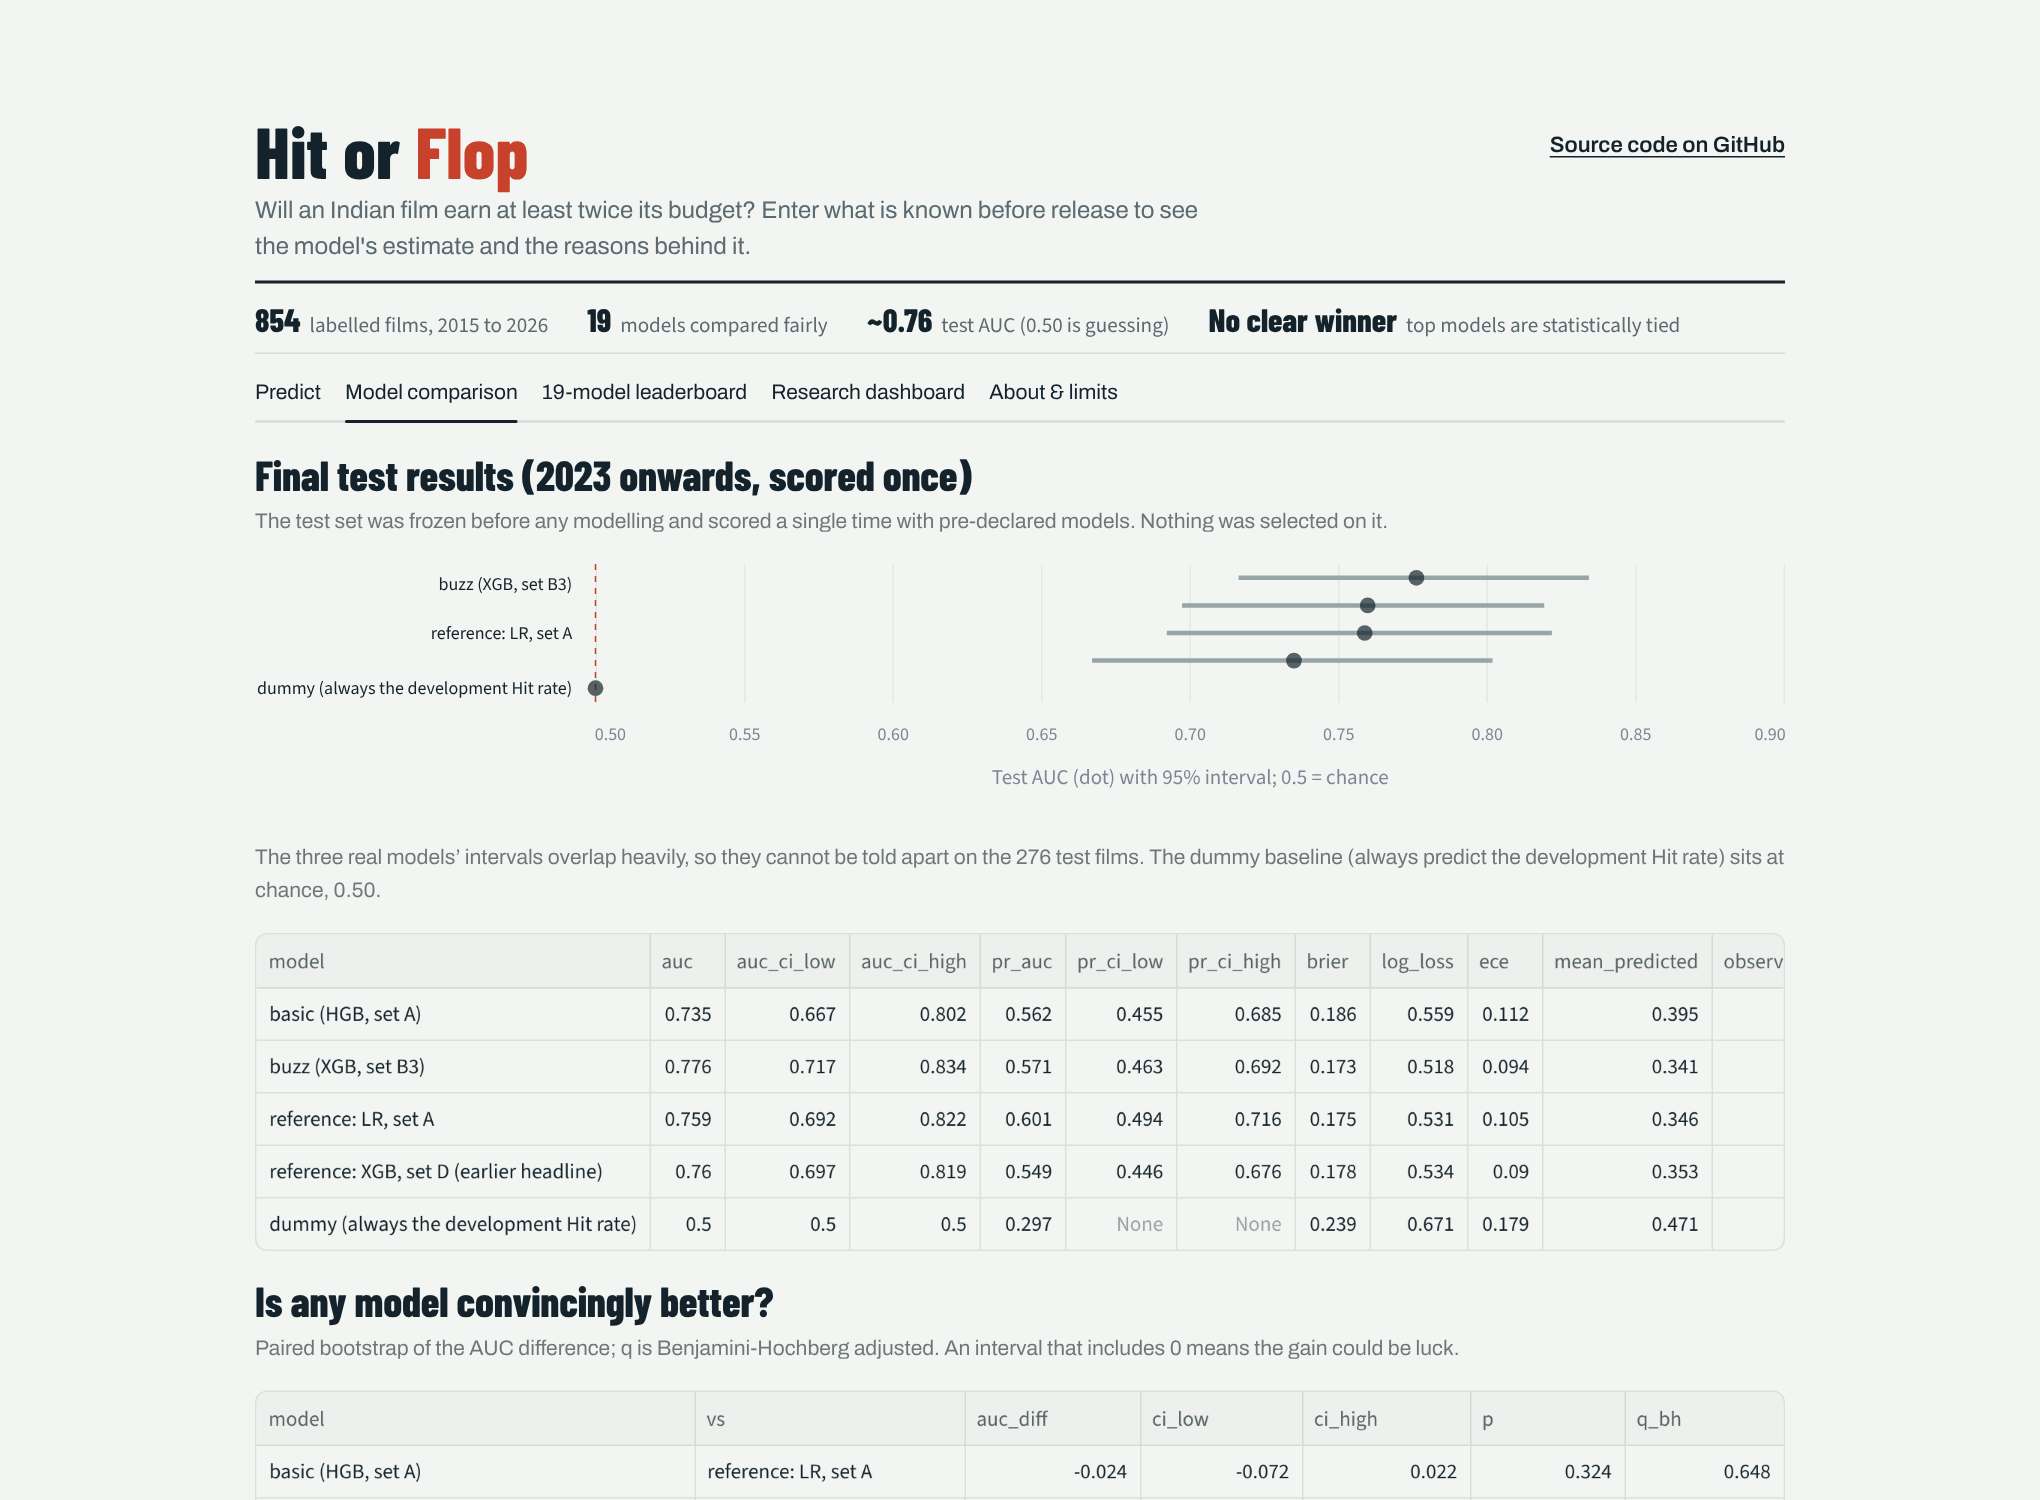 Hit or Flop
Source code on GitHub
Will an Indian film earn at least twice its budget? Enter what is known before release to see
the model's estimate and the reasons behind it.
854 labelled films, 2015 to 2026 19 models compared fairly ~0.76 test AUC (0.50 is guessing) No clear winner top models are statistically tied
Predict Model comparison 19-model leaderboard Research dashboard About & limits
Final test results (2023 onwards, scored once)
The test set was frozen before any modelling and scored a single time with pre-declared models. Nothing was selected on it.
buzz (XGB, set B3)
reference: LR, set A
dummy (always the development Hit rate)
0.50 0.55 0.60 0.65 0.70 0.75 0.80 0.85 0.90
Test AUC (dot) with 95% interval; 0.5 = chance
The three real models’ intervals overlap heavily, so they cannot be told apart on the 276 test films. The dummy baseline (always predict the development Hit rate) sits at
chance, 0.50.
model auc auc_ci_low auc_ci_high pr_auc pr_ci_low pr_ci_high brier log_loss ece mean_predicted observ
basic (HGB, set A) 0.735 0.667 0.802 0.562 0.455 0.685 0.186 0.559 0.112 0.395
buzz (XGB, set B3) 0.776 0.717 0.834 0.571 0.463 0.692 0.173 0.518 0.094 0.341
reference: LR, set A 0.759 0.692 0.822 0.601 0.494 0.716 0.175 0.531 0.105 0.346
reference: XGB, set D (earlier headline) 0.76 0.697 0.819 0.549 0.446 0.676 0.178 0.534 0.09 0.353
dummy (always the development Hit rate) 0.5 0.5 0.5 0.297 None None 0.239 0.671 0.179 0.471
Is any model convincingly better?
Paired bootstrap of the AUC difference; q is Benjamini-Hochberg adjusted. An interval that includes 0 means the gain could be luck.
model vs auc_diff ci_low ci_high p q_bh
basic (HGB, set A) reference: LR, set A -0.024 -0.072 0.022 0.324 0.648